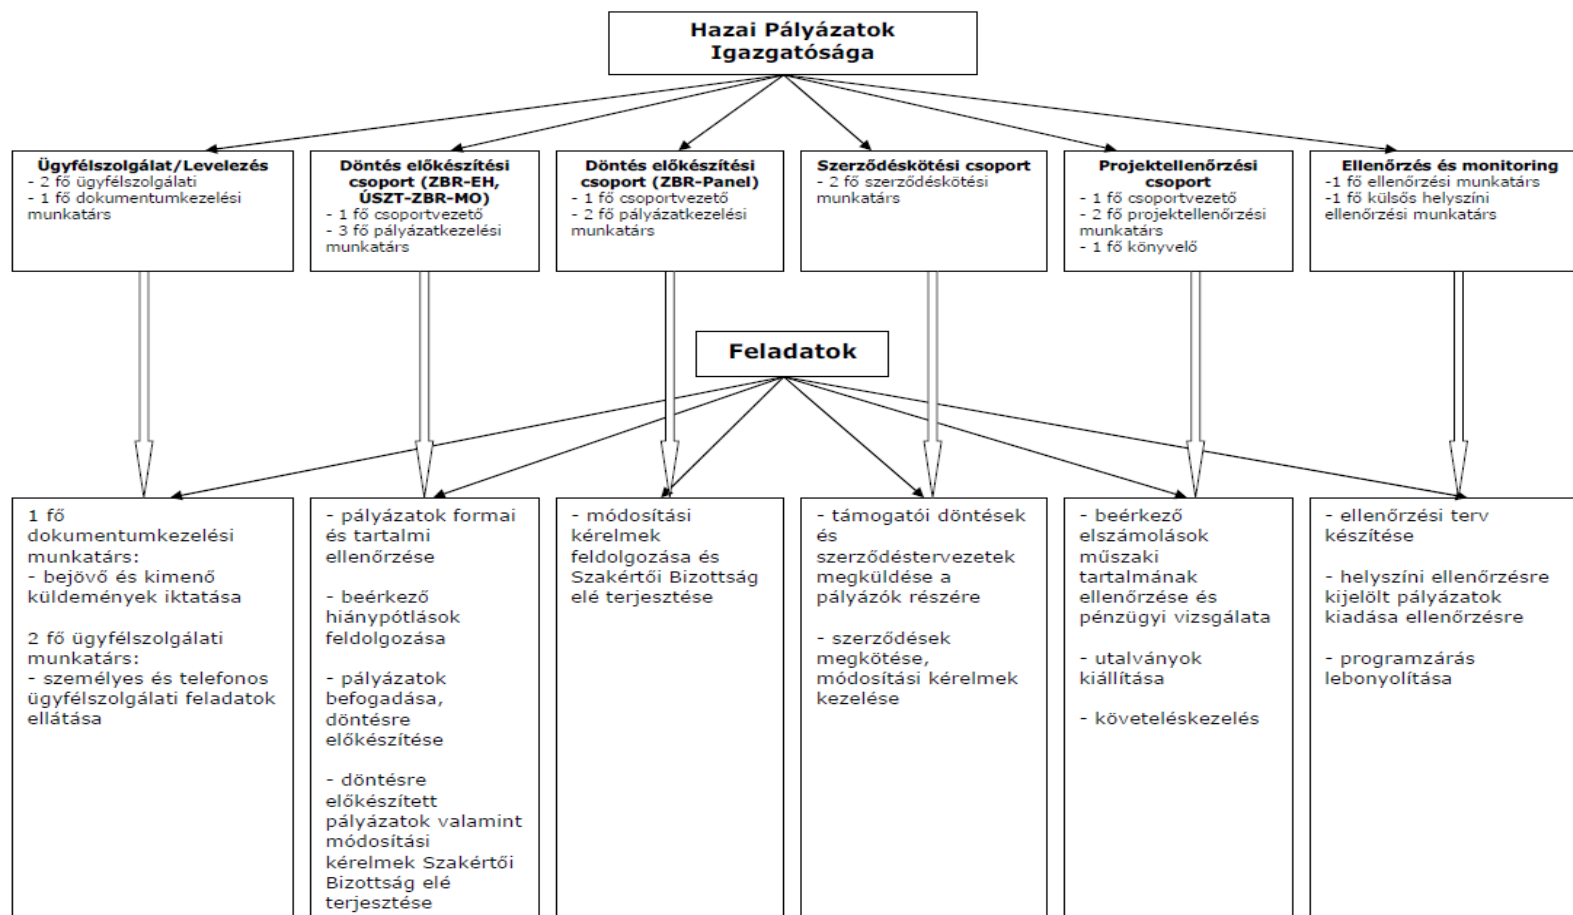 Hazai Pályázatok
Igazgatósága
Ügyfélszolgálat/Levelezés
- 2 fő ügyfélszolgálati
- 1 fő dokumentumkezelési
munkatárs
Döntés előkészítési
csoport (ZBR-EH,
ÚSZT-ZBR-MO)
- 1 fő csoportvezető
- 3 fő pályázatkezelési
munkatárs
Döntés előkészítési
csoport (ZBR-Panel)
- 1 fő csoportvezető
- 2 fő pályázatkezelési
munkatárs
Szerződéskötési csoport
- 2 fő szerződéskötési
munkatárs
Projektellenőrzési
csoport
- 1 fő csoportvezető
- 2 fő projektellenőrzési
munkatárs
- 1 fő könyvelő
Ellenőrzés és monitoring
-1 fő ellenőrzési munkatárs
-1 fő külsős helyszíni
ellenőrzési munkatárs
Feladatok
1 fő
dokumentumkezelési
munkatárs:
- bejövő és kimenő
küldemények iktatása
2 fő ügyfélszolgálati
munkatárs:
- személyes és telefonos
ügyfélszolgálati feladatok
ellátása
- pályázatok formai
és tartalmi
ellenőrzése
- beérkező
hiánypótlások
feldolgozása
- pályázatok
befogadása,
döntésre
előkészítése
- döntésre
előkészített
pályázatok valamint
módosítási
kérelmek Szakértői
Bizottság elé
terjesztése
- módosítási
kérelmek
feldolgozása és
Szakértői Bizottság
elé terjesztése
- támogatói döntések
és
szerződéstervezetek
megküldése a
pályázók részére
- szerződések
megkötése,
módosítási kérelmek
kezelése
- beérkező
elszámolások
műszaki
tartalmának
ellenőrzése és
pénzügyi vizsgálata
- utalványok
kiállítása
- követeléskezelés
- ellenőrzési terv
készítése
- helyszíni ellenőrzésre
kijelölt pályázatok
kiadása ellenőrzésre
- programzárás
lebonyolítása